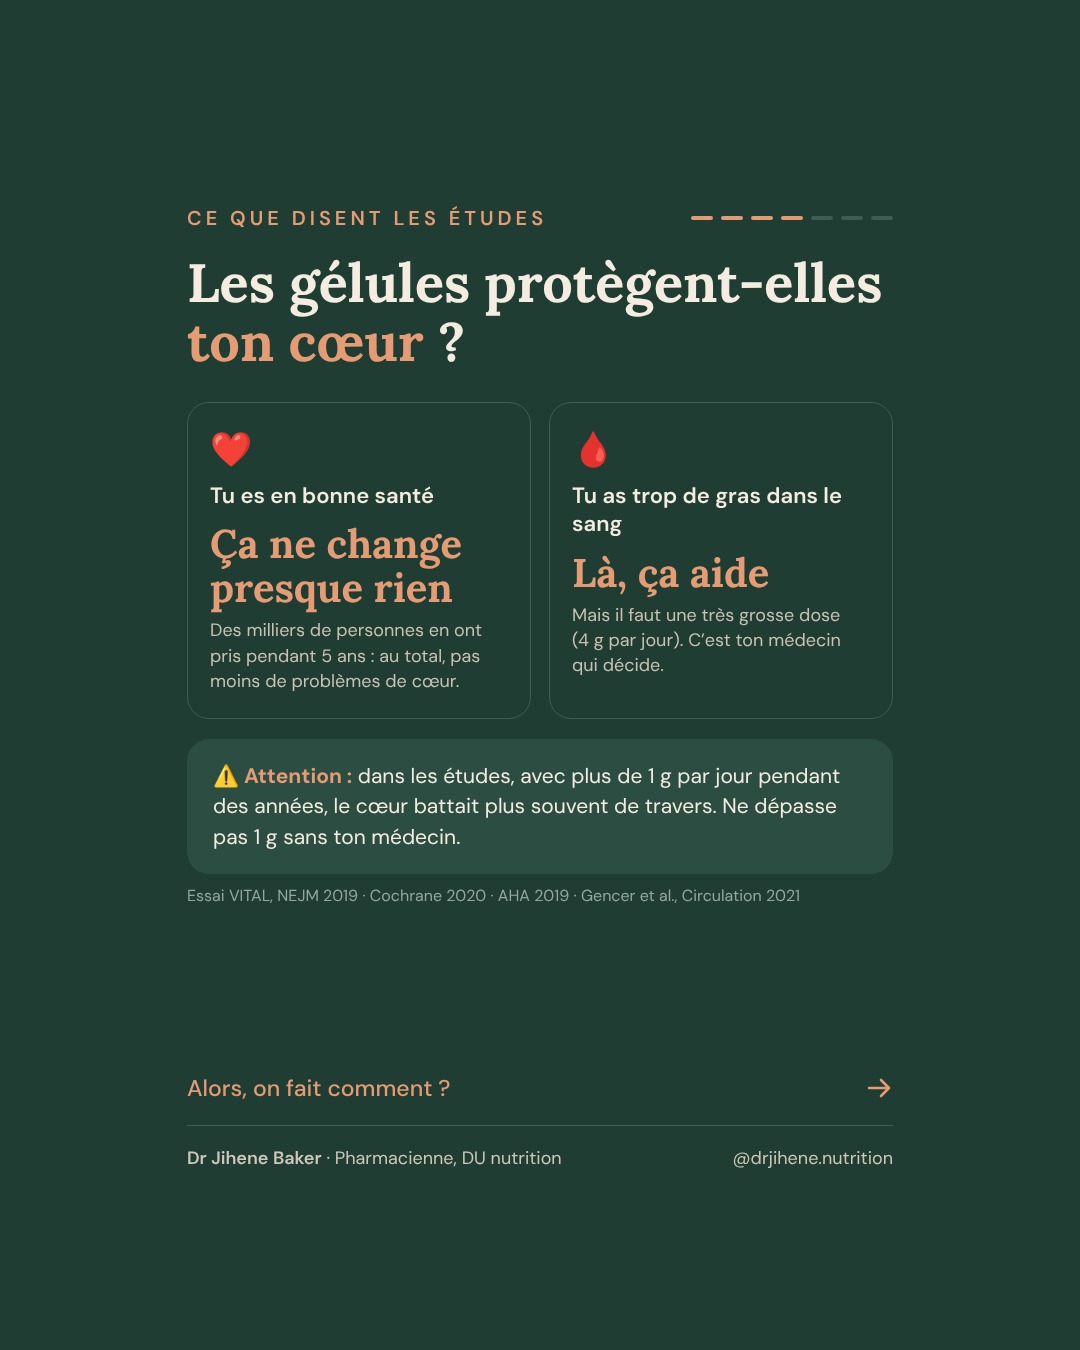 CE QUE DISENT LES ÉTUDES
Les gélules protègent-elles
ton cœur ?
❤️
Tu es en bonne santé
Ça ne change
presque rien
Des milliers de personnes en ont
pris pendant 5 ans : au total, pas
moins de problèmes de cœur.
🩸
Tu as trop de gras dans le
sang
Là, ça aide
Mais il faut une très grosse dose
(4 g par jour). C’est ton médecin
qui décide.
⚠️ Attention : dans les études, avec plus de 1 g par jour pendant
des années, le cœur battait plus souvent de travers. Ne dépasse
pas 1 g sans ton médecin.
Essai VITAL, NEJM 2019 · Cochrane 2020 · AHA 2019 · Gencer et al., Circulation 2021
Alors, on fait comment ? →
Dr Jihene Baker · Pharmacienne, DU nutrition
@drjihene.nutrition